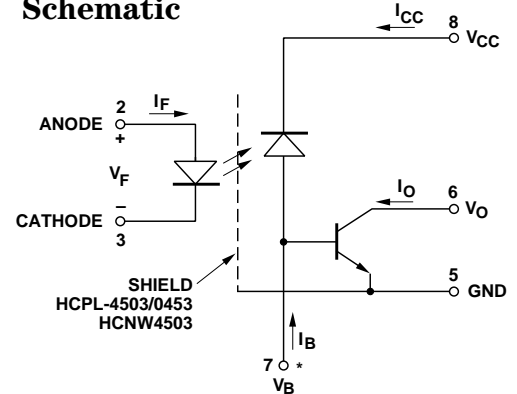 Schematic
ICC
8
VCC
2
IF
ANODE
+
VF
IO
6
VO
–
CATHODE
3
5
GND
SHIELD
HCPL-4503/0453
HCNW4503
IB
7
*
VB